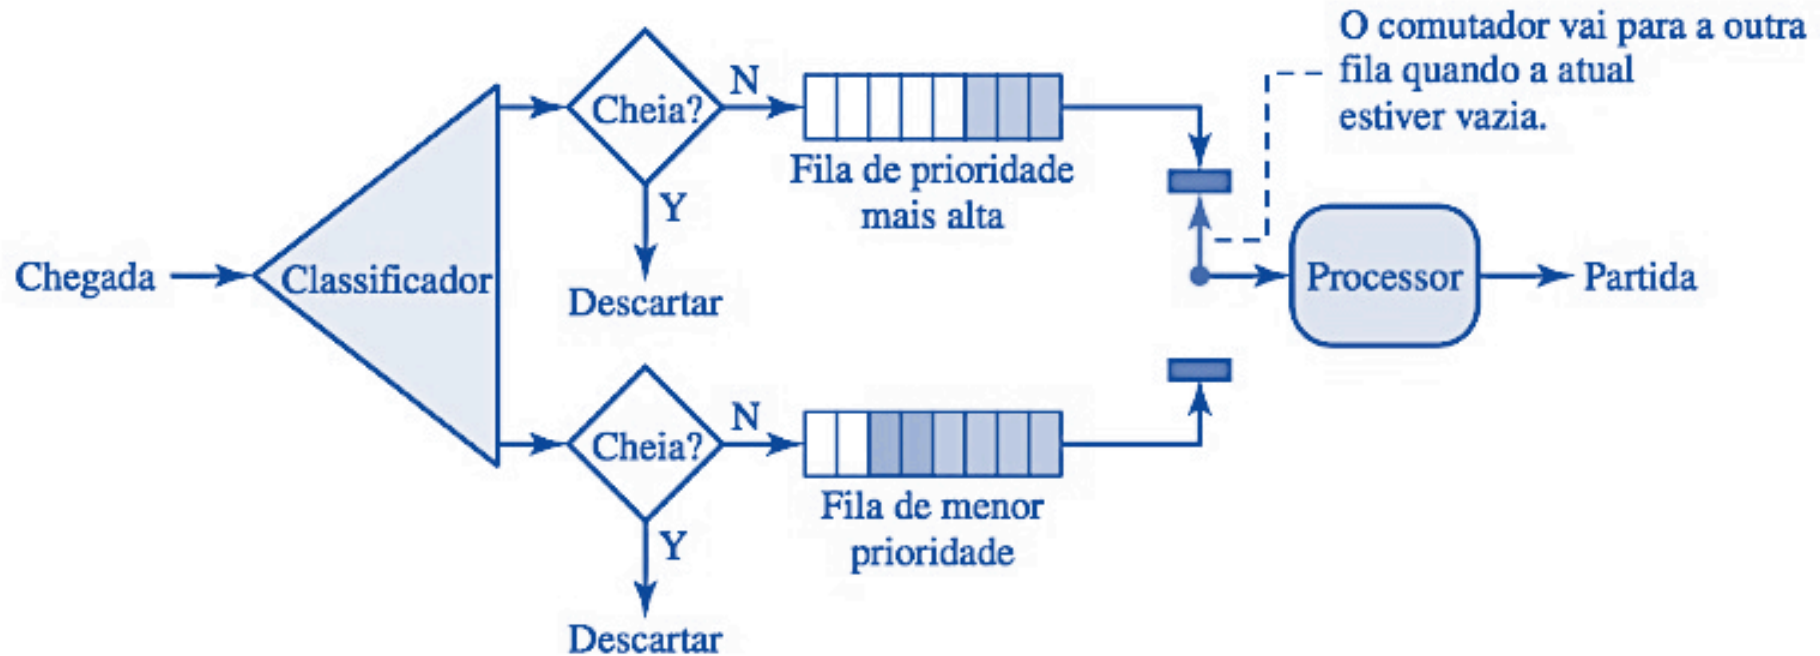 O comutador vai para a outra
fila quando a atual
estiver vazia.
Cheia?
N
Y
Descartar
Fila de prioridade
mais alta
Chegada
Classificador
Processor
Partida
Cheia?
N
Y
Descartar
Fila de menor
prioridade